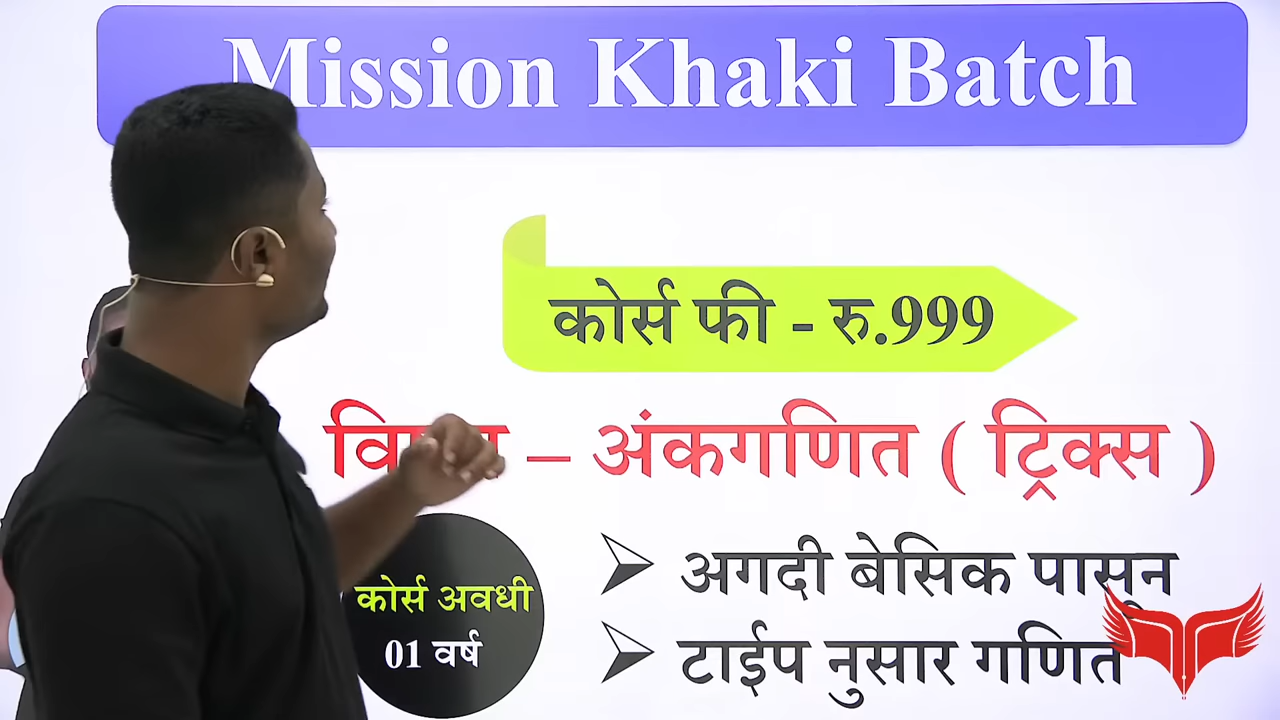 Mission Khaki Batch
कोर्स फी - रु.999
– अंकगणित ( ट्रिक्स )
कोर्स अवधी
01 वर्ष
➢ अगदी बेसिक पासून
➢ टाईप नुसार गणित